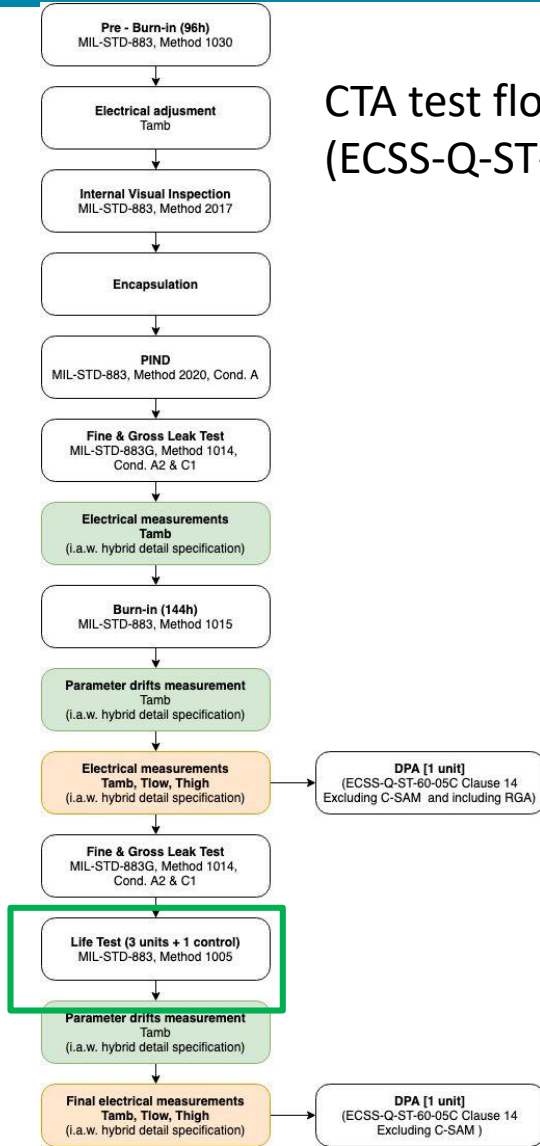 Pre - Burn-in (96h)
MIL-STD-883, Method 1030
CTA test flo
(ECSS-Q-ST-
Electrical adjusment
Tamb
Internal Visual Inspection
MIL-STD-883, Method 2017
Encapsulation
PIND
MIL-STD-883, Method 2020, Cond. A
Fine & Gross Leak Test
MIL-STD-883G, Method 1014,
Cond. A2 & C1
Electrical measurements
Tamb
(i.a.w. hybrid detail specification)
Burn-in (144h)
MIL-STD-883, Method 1015
Parameter drifts measurement
Tamb
(i.a.w. hybrid detail specification)
Electrical measurements
Tamb, Tlow, Thigh
(i.a.w. hybrid detail specification)
DPA [1 unit]
(ECSS-Q-ST-60-05C Clause 14
Excluding C-SAM and including RGA)
Fine & Gross Leak Test
MIL-STD-883G, Method 1014,
Cond. A2 & C1
Life Test (3 units + 1 control)
MIL-STD-883, Method 1005
Parameter drifts measurement
Tamb
(i.a.w. hybrid detail specification)
Final electrical measurements
Tamb, Tlow, Thigh
(i.a.w. hybrid detail specification)
DPA [1 unit]
(ECSS-Q-ST-60-05C Clause 14
Excluding C-SAM )